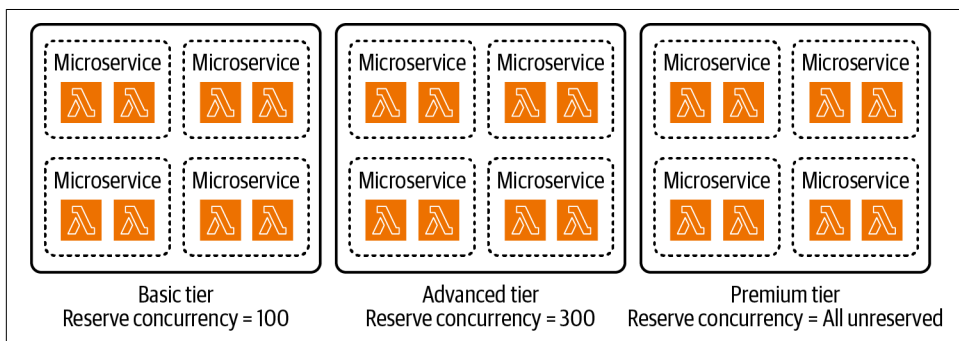 Microservice Microservice Microservice Microservice Microservice Microservice
Microservice Microservice Microservice Microservice Microservice Microservice
Basic tier Advanced tier Premium tier
Reserve concurrency = 100 Reserve concurrency = 300 Reserve concurrency = All unreserved